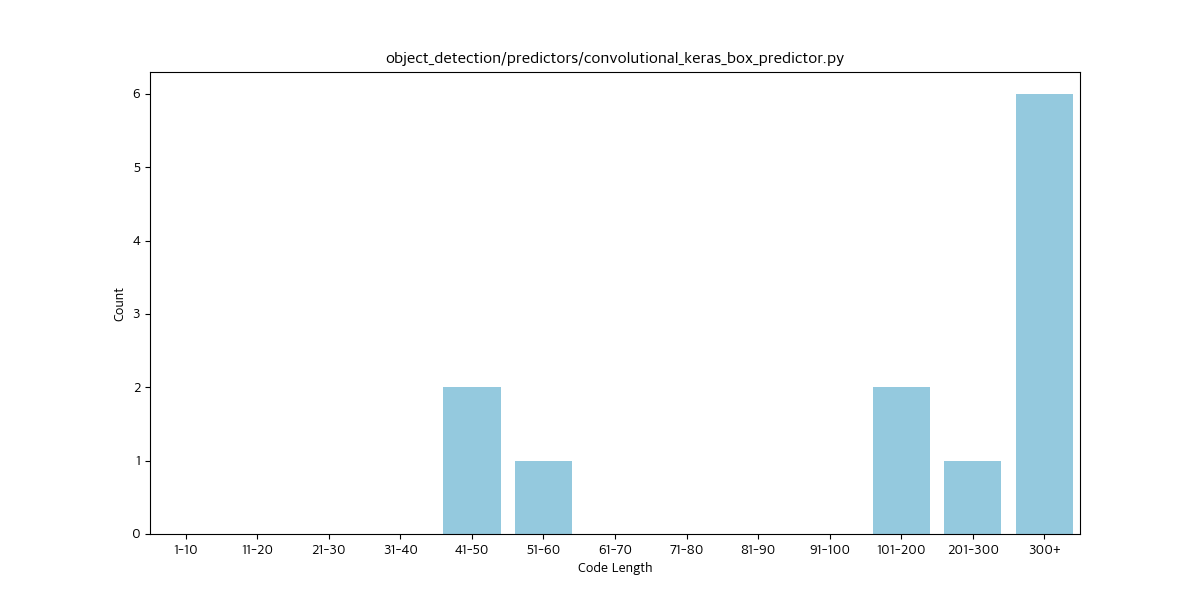 object_detection/predictors/convolutional_keras_box_predictor.py
Count
6
5
4
3
2
1
0
1-10 11-20 21-30 31-40 41-50 51-60 61-70 71-80 81-90 91-100 101-200 201-300 300+
Code Length